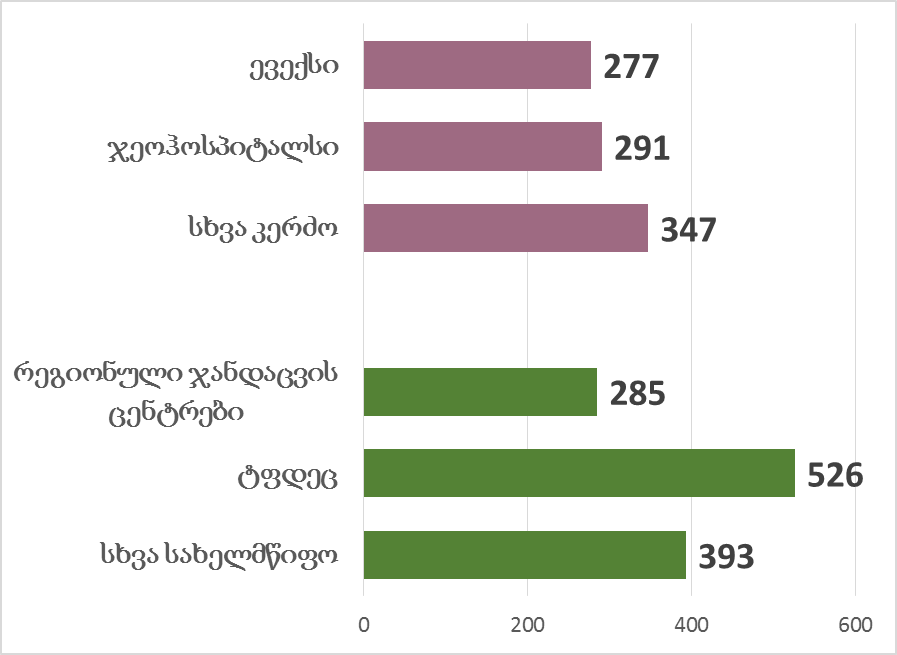 ევექსი
277
ჯეოჰოსპიტალსი
291
სხვა კერძო
347
რეგიონული ჯანდაცვის
ცენტრები
285
ტფდეც
526
სხვა სახელმწიფო
393
0 200 400 600